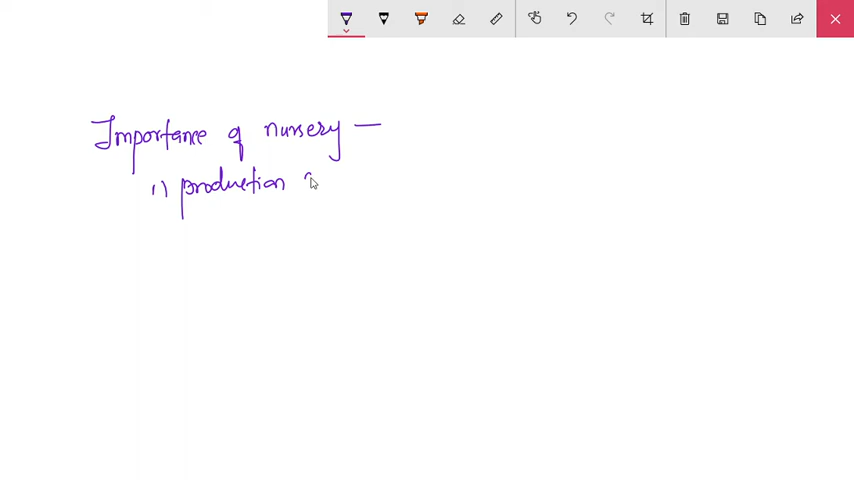 Importance of nursery —
1) production